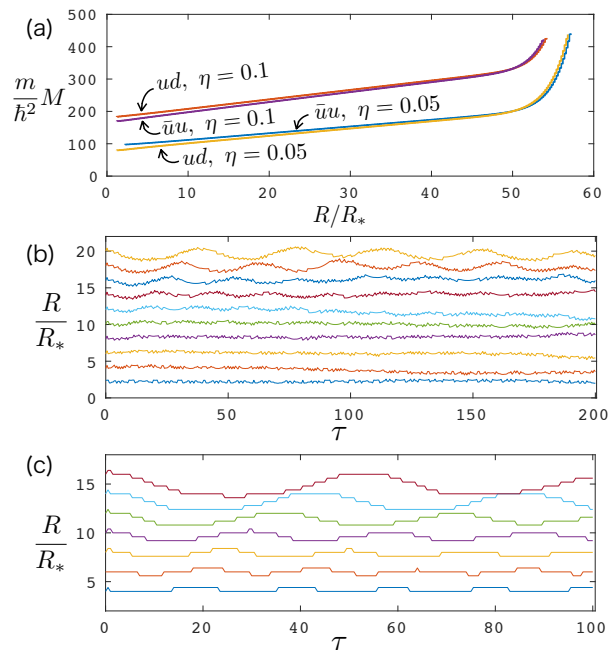 (a)
500
400
300
200
100
0
m/ħ² M
ud, η = 0.1
ūu, η = 0.1
ūu, η = 0.05
ud, η = 0.05
0 10 20 30 40 50 60
R/R*
(b)
20
15
10
5
0
R/R*
0 50 100 150 200
τ
(c)
15
10
5
R/R*
0 20 40 60 80 100
τ